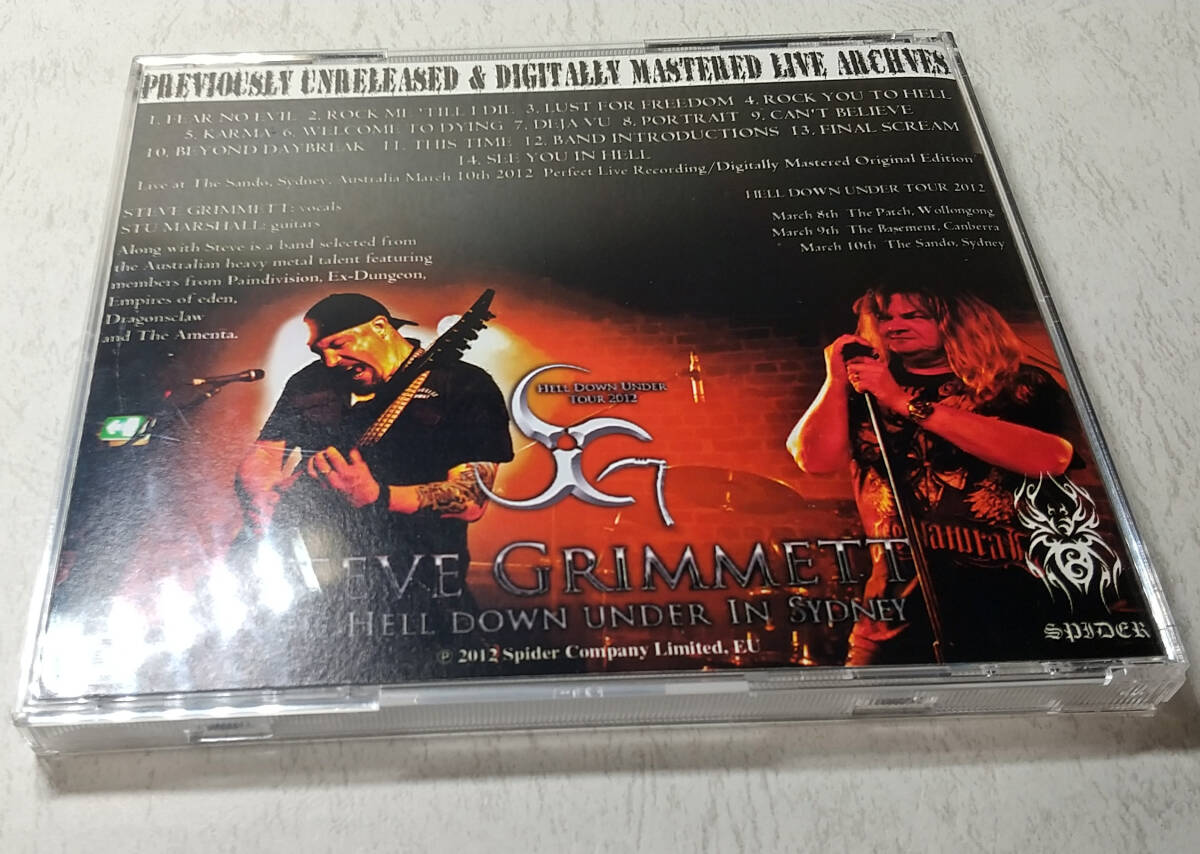 PREVIOUSLY UNRELEASED & DIGITALLY MASTERED LIVE ARCHIVES
1. FEAR NO EVIL 2. ROCK ME 'TILL I DIE 3. LUST FOR FREEDOM 4. ROCK YOU TO HELL
5. KARMA 6. WELCOME TO DYING 7. DEJA VU 8. PORTRAIT 9. CAN'T BELIEVE
10. BEYOND DAYBREAK 11. THIS TIME 12. BAND INTRODUCTIONS 13. FINAL SCREAM
14. SEE YOU IN HELL
Live at The Sando, Sydney, Australia March 10th 2012 Perfect Live Recording/Digitally Mastered Original Edition
STEVE GRIMMETT: vocals
STU MARSHALL: guitars
Along with Steve is a band selected from
the Australian heavy metal talent featuring
members from Paindivision, Ex-Dungeon,
Empires of eden,
Dragonsclaw
and The Amenta.
HELL DOWN UNDER TOUR 2012
March 8th The Patch, Wollongong
March 9th The Basement, Canberra
March 10th The Sando, Sydney
HELL DOWN UNDER
TOUR 2012
SG
STEVE GRIMMETT
HELL DOWN UNDER IN SYDNEY
℗ 2012 Spider Company Limited, EU
6
SPIDER